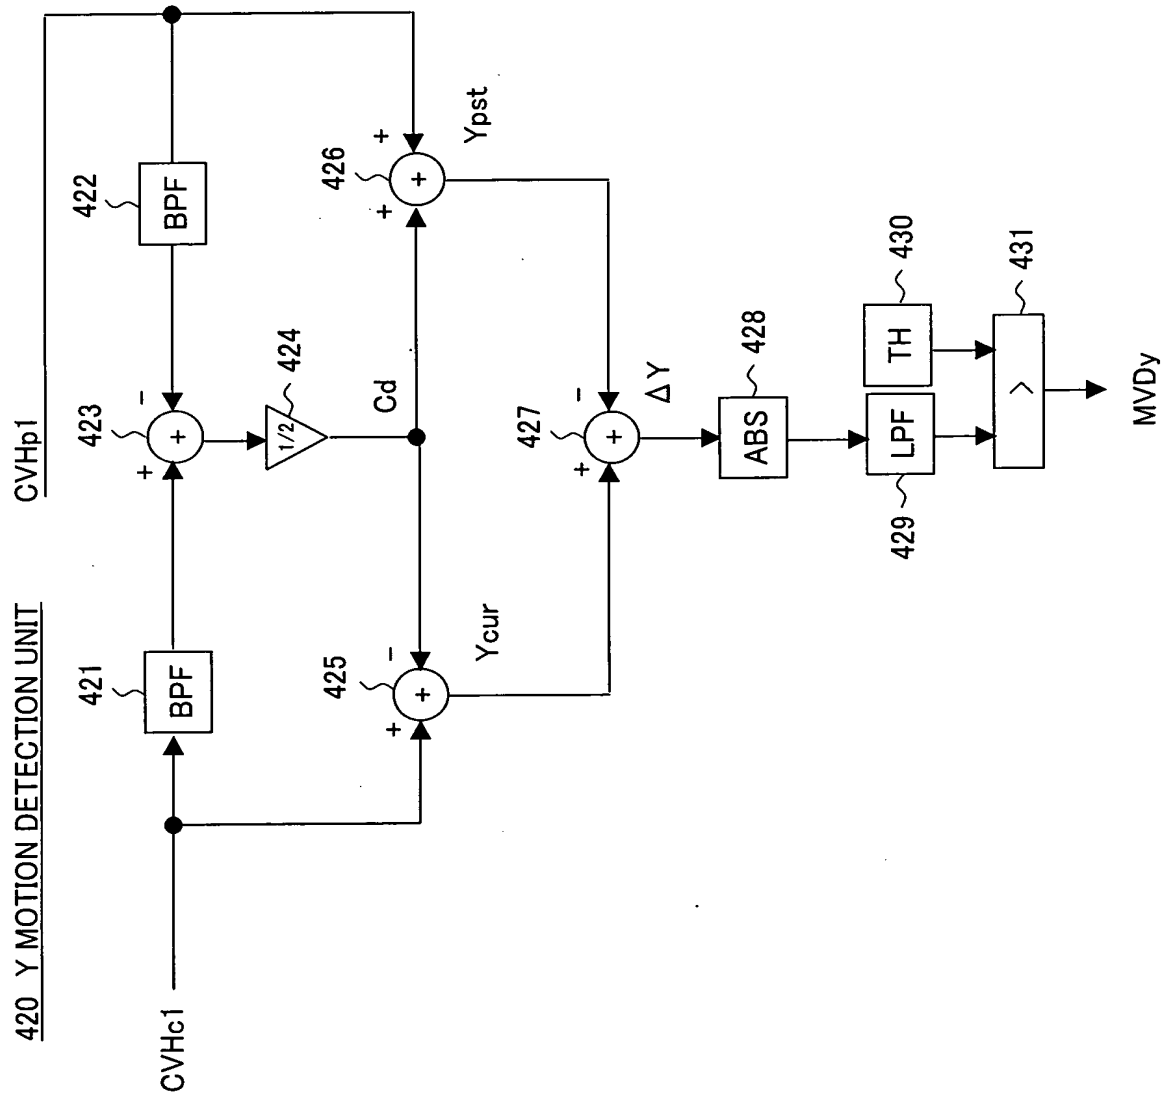 420 Y MOTION DETECTION UNIT
CVHc1
CVHp1
421
BPF
422
BPF
423
+
-
+
424
1/2
Cd
425
+
-
+
Ycur
426
+
+
+
Ypst
427
+
-
+
ΔY
428
ABS
429
LPF
430
TH
431
>
MVDy